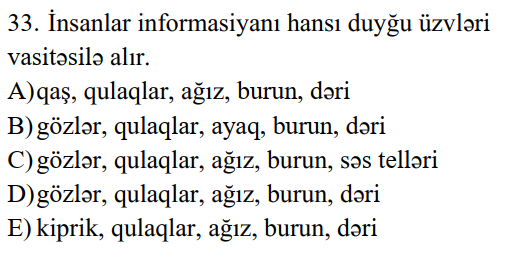 33. İnsanlar informasiyanı hansı duyğu üzvləri
vasitəsilə alır.
A)qaş, qulaqlar, ağız, burun, dəri
B)gözlər, qulaqlar, ayaq, burun, dəri
C)gözlər, qulaqlar, ağız, burun, səs telləri
D)gözlər, qulaqlar, ağız, burun, dəri
E) kiprik, qulaqlar, ağız, burun, dəri